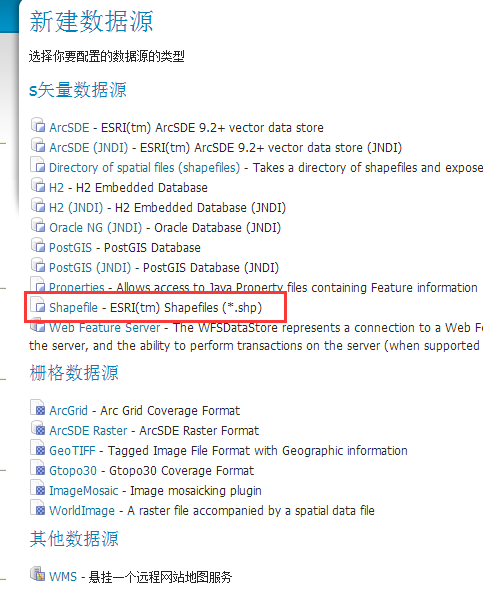 新建数据源
选择你要配置的数据源的类型
s矢量数据源
ArcSDE - ESRI(tm) ArcSDE 9.2+ vector data store
ArcSDE (JNDI) - ESRI(tm) ArcSDE 9.2+ vector data store (JNDI)
Directory of spatial files (shapefiles) - Takes a directory of shapefiles and expose
H2 - H2 Embedded Database
H2 (JNDI) - H2 Embedded Database (JNDI)
Oracle NG (JNDI) - Oracle Database (JNDI)
PostGIS - PostGIS Database
PostGIS (JNDI) - PostGIS Database (JNDI)
Properties - Allows access to Java Property files containing Feature information
Shapefile - ESRI(tm) Shapefiles (*.shp)
Web Feature Server - The WFSDataStore represents a connection to a Web Fe
the server, and the ability to perform transactions on the server (when supported
栅格数据源
ArcGrid - Arc Grid Coverage Format
ArcSDE Raster - ArcSDE Raster Format
GeoTIFF - Tagged Image File Format with Geographic information
Gtopo30 - Gtopo30 Coverage Format
ImageMosaic - Image mosaicking plugin
WorldImage - A raster file accompanied by a spatial data file
其他数据源
WMS - 悬挂一个远程网站地图服务